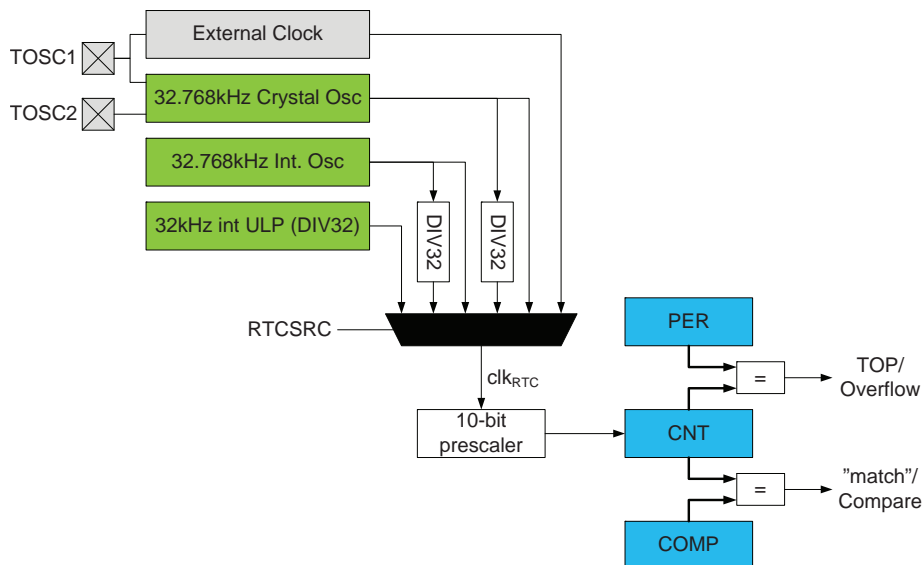 External Clock
TOSC1
32.768kHz Crystal Osc
TOSC2
32.768kHz Int. Osc
32kHz int ULP (DIV32)
DIV32
DIV32
RTCSRC
PER
clkRTC
=
TOP/
Overflow
10-bit
prescaler
CNT
=
"match"/
Compare
COMP